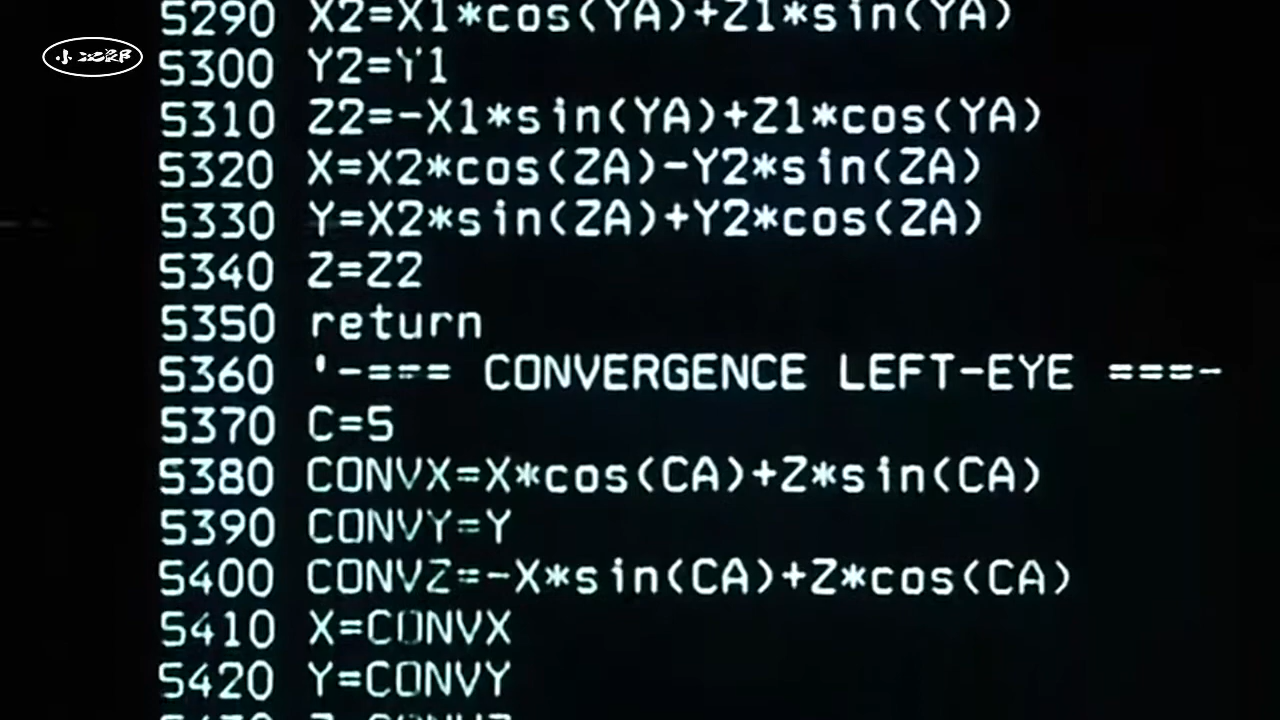 5290 X2=X1*cos(YA)+Z1*sin(YA)
5300 Y2=Y1
5310 Z2=-X1*sin(YA)+Z1*cos(YA)
5320 X=X2*cos(ZA)-Y2*sin(ZA)
5330 Y=X2*sin(ZA)+Y2*cos(ZA)
5340 Z=Z2
5350 return
5360 '-=== CONVERGENCE LEFT-EYE ===-
5370 C=5
5380 CONVX=X*cos(CA)+Z*sin(CA)
5390 CONVY=Y
5400 CONVZ=-X*sin(CA)+Z*cos(CA)
5410 X=CONVX
5420 Y=CONVY
5430 Z=CONVZ